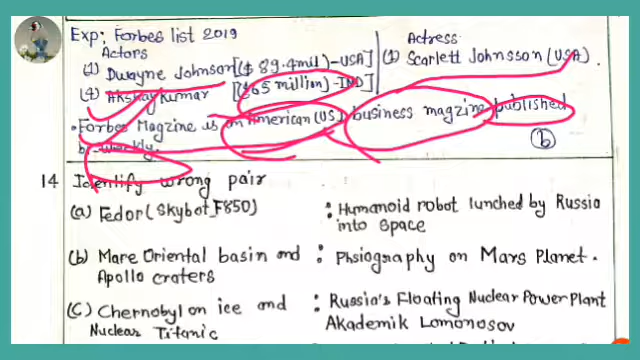 Exp: Forbes list 2019
Actors
Actress
(1) Dwayne Johnson [($ 89.4mil) - USA]
(1) Scarlett Johnsson (USA)
(4) Akshay Kumar [($65 million) - IND]
• Forbes Magzine is an American (US) business magzine published
bi-weekly.
(b)
14 Identify wrong pair
(a) Fedor (Skybot F850) : Humanoid robot lunched by Russia
into space
(b) Mare Oriental basin and : Phsiography on Mars Planet.
Apollo craters
(C) Chernobyl on ice and : Russia's Floating Nuclear Power Plant
Nuclear Titanic Akademik Lomonosov